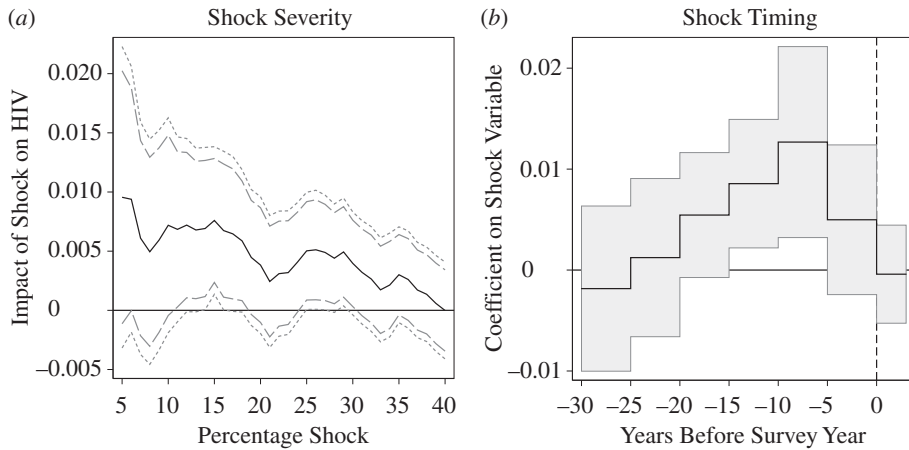 (a) Shock Severity
Impact of Shock on HIV
0.020
0.015
0.010
0.005
0
−0.005
5 10 15 20 25 30 35 40
Percentage Shock
(b) Shock Timing
Coefficient on Shock Variable
0.02
0.01
0
−0.01
−30 −25 −20 −15 −10 −5 0
Years Before Survey Year